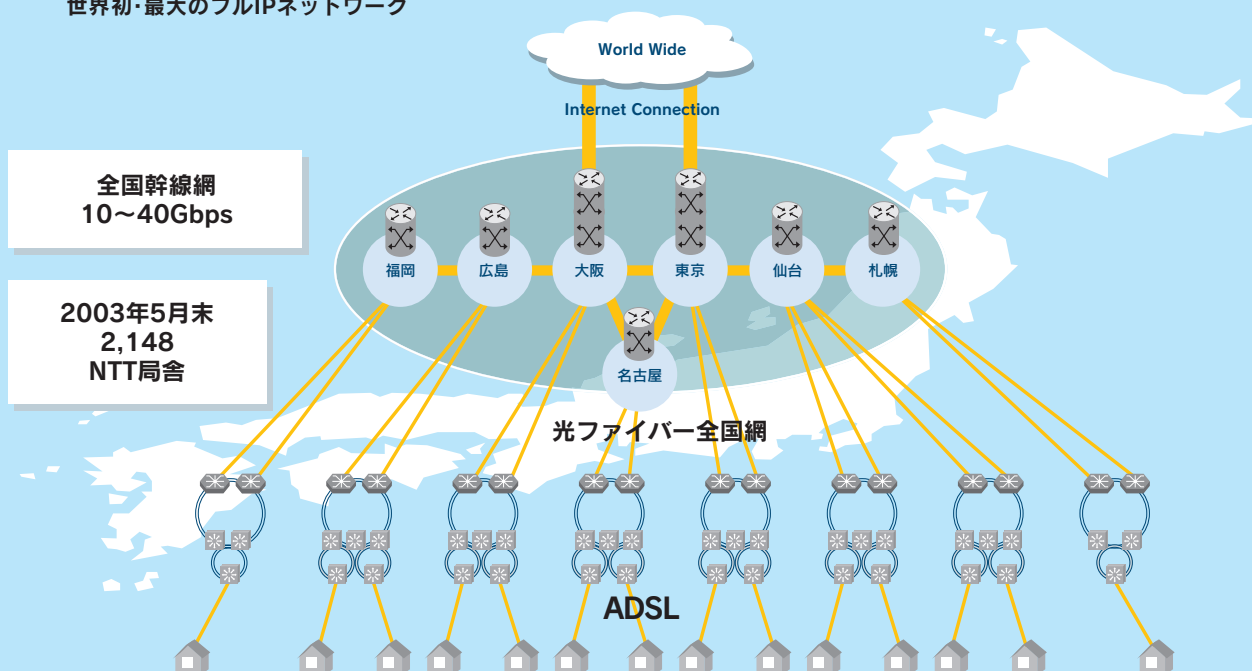 世界初・最大のフルIPネットワーク
World Wide
Internet Connection
全国幹線網
10〜40Gbps
福岡
広島
大阪
東京
仙台
札幌
2003年5月末
2,148
NTT局舎
名古屋
光ファイバー全国網
ADSL